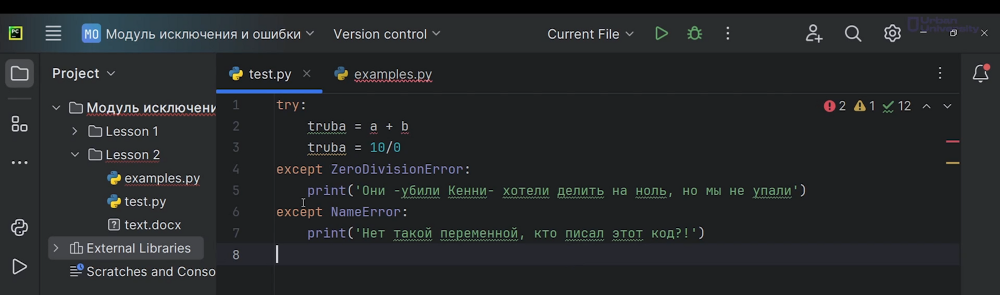 Urban
University
PC
MO Модуль исключения и ошибки Version control Current File
Project
test.py
examples.py
Модуль исключени
Lesson 1
Lesson 2
examples.py
test.py
text.docx
External Libraries
Scratches and Conso
2 1 12
1 try:
2 truba = a + b
3 truba = 10/0
4 except ZeroDivisionError:
5 print('Они -убили Кенни- хотели делить на ноль, но мы не упали')
6 except NameError:
7 print('Нет такой переменной, кто писал этот код?!')
8